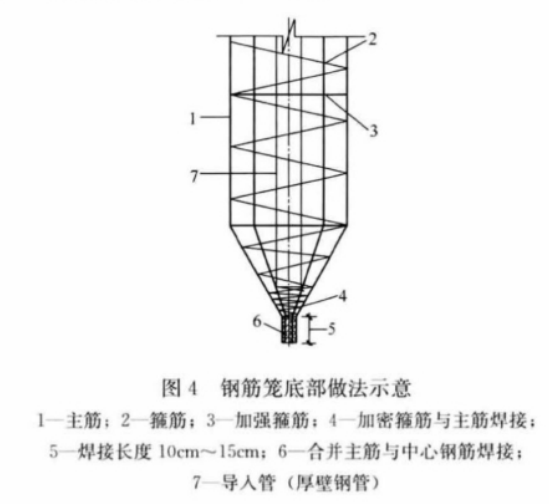 2
1
3
7
4
6
5
图 4 钢筋笼底部做法示意
1—主筋；2—箍筋；3—加强箍筋；4—加密箍筋与主筋焊接；
5—焊接长度 10cm～15cm；6—合并主筋与中心钢筋焊接；
7—导入管（厚壁钢管）